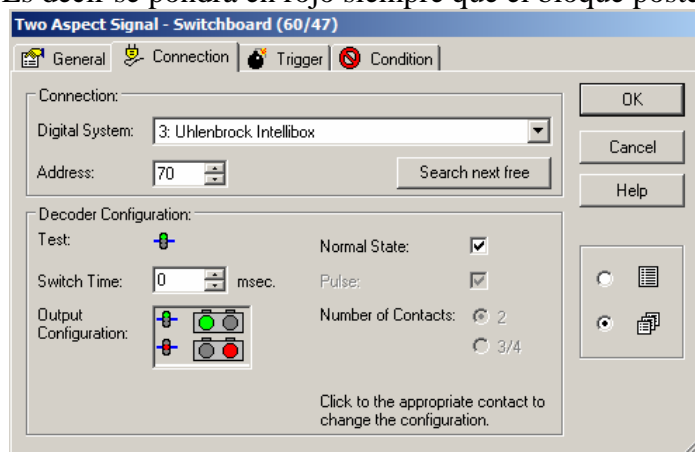 Es decir se pondrá en rojo siempre que el bloque poste
Two Aspect Signal - Switchboard (60/47)
General Connection Trigger Condition
Connection:
Digital System: 3: Uhlenbrock Intellibox
Address: 70 Search next free
OK
Cancel
Help
Decoder Configuration:
Test:
Normal State:
Switch Time: 0 msec.
Pulse:
Output Configuration:
Number of Contacts: 2
3/4
Click to the appropriate contact to
change the configuration.